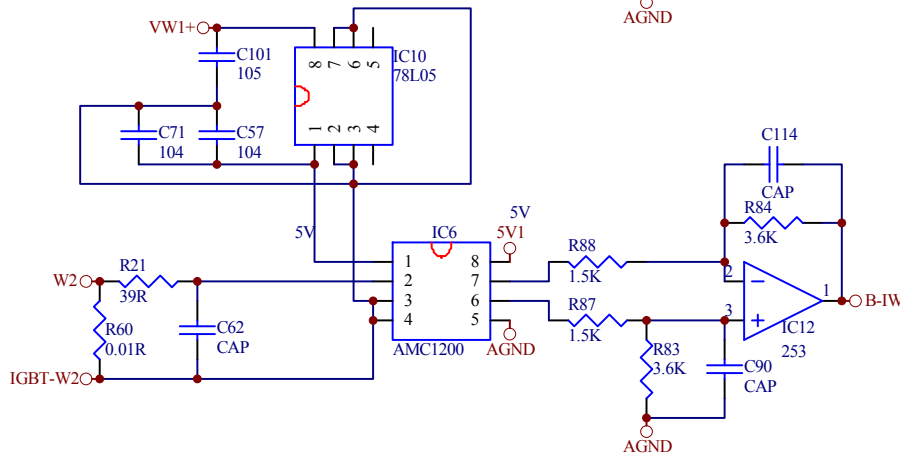 AGND
VW1+
C101
105
8
7
6
5
IC10
78L05
C71
104
C57
104
1
2
3
4
C114
CAP
R84
3.6K
5V
5V
5V1
IC6
R88
1.5K
W2
R21
39R
1
2
3
4
8
7
6
5
2
3
1
B-IW
R60
0.01R
C62
CAP
R87
1.5K
IC12
253
IGBT-W2
AMC1200
AGND
R83
3.6K
C90
CAP
AGND